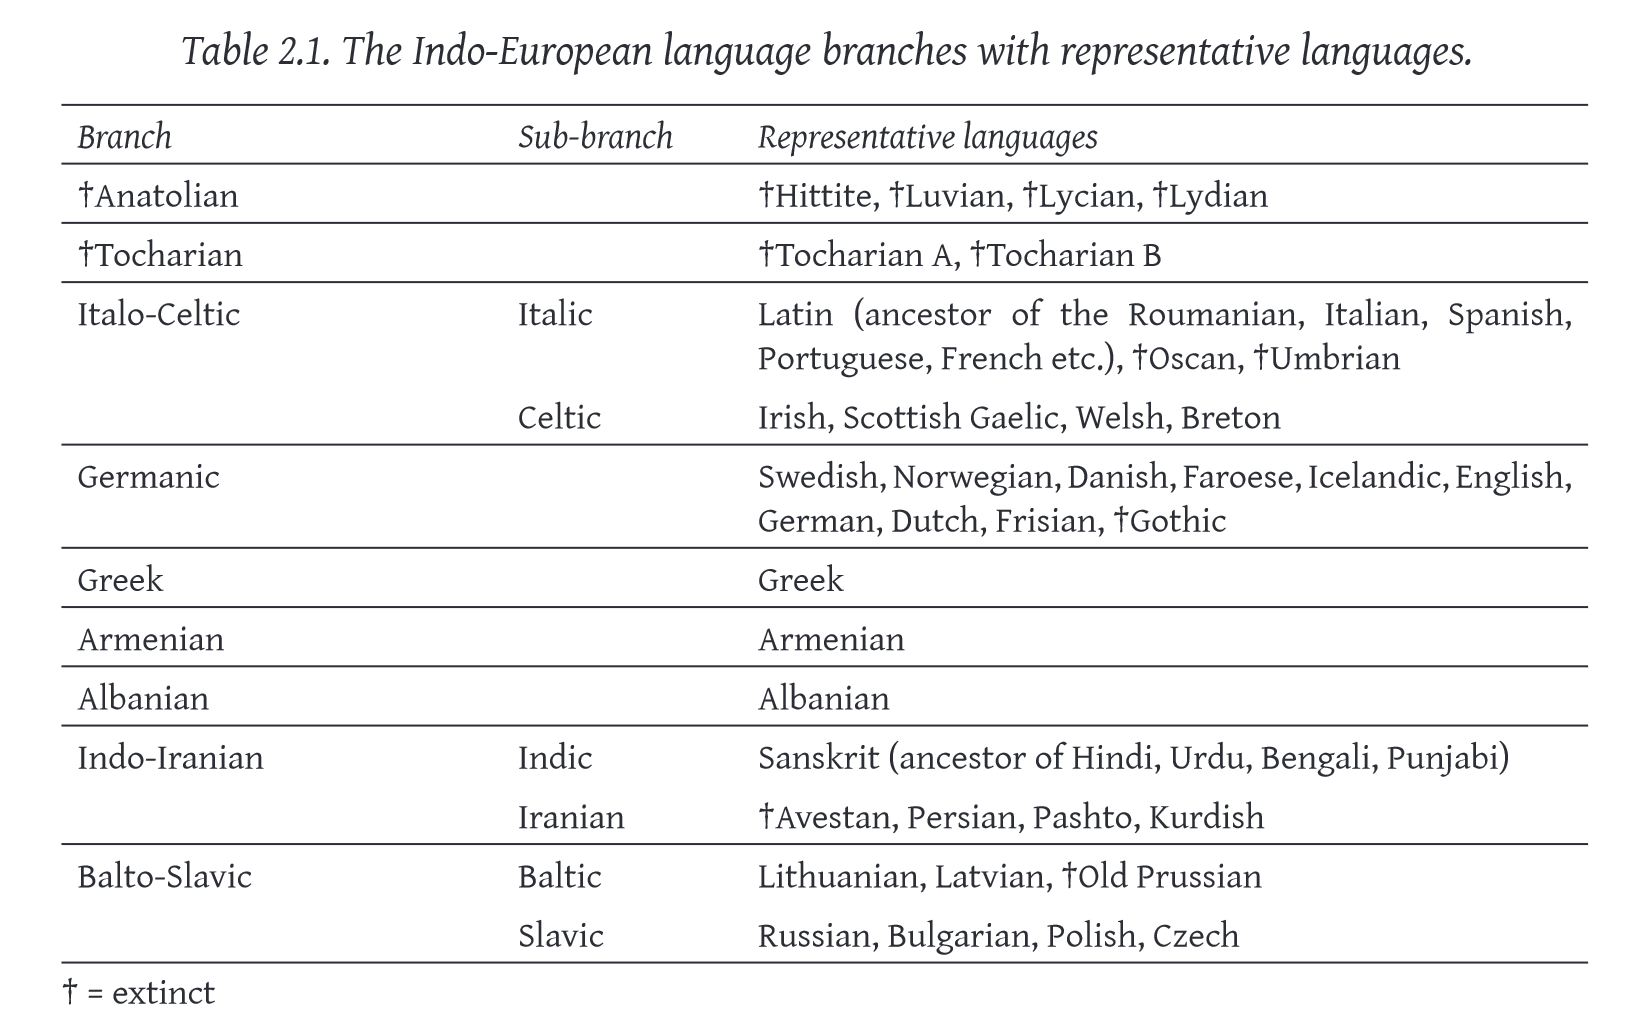 Table 2.1. The Indo-European language branches with representative languages.
Branch Sub-branch Representative languages
†Anatolian †Hittite, †Luvian, †Lycian, †Lydian
†Tocharian †Tocharian A, †Tocharian B
Italo-Celtic Italic Latin (ancestor of the Roumanian, Italian, Spanish,
Portuguese, French etc.), †Oscan, †Umbrian
Celtic Irish, Scottish Gaelic, Welsh, Breton
Germanic Swedish, Norwegian, Danish, Faroese, Icelandic, English,
German, Dutch, Frisian, †Gothic
Greek Greek
Armenian Armenian
Albanian Albanian
Indo-Iranian Indic Sanskrit (ancestor of Hindi, Urdu, Bengali, Punjabi)
Iranian †Avestan, Persian, Pashto, Kurdish
Balto-Slavic Baltic Lithuanian, Latvian, †Old Prussian
Slavic Russian, Bulgarian, Polish, Czech
† = extinct